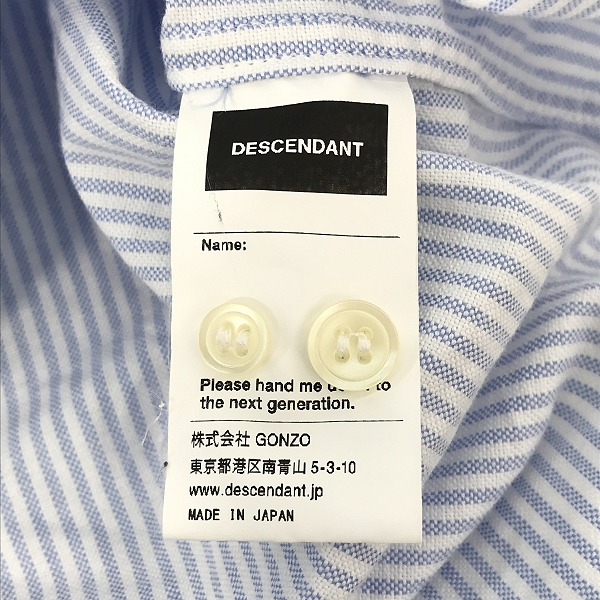 DESCENDANT
Name:
Please hand me to
the next generation.
株式会社 GONZO
東京都港区南青山 5-3-10
www.descendant.jp
MADE IN JAPAN